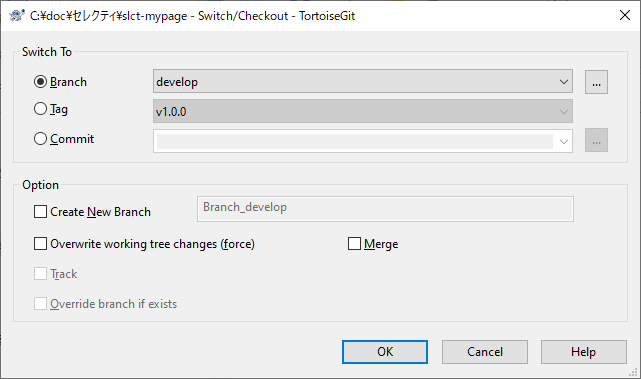 C:¥doc¥セレクティ¥slct-mypage - Switch/Checkout - TortoiseGit
Switch To
Branch
develop
...
Tag
v1.0.0
Commit
...
Option
Create New Branch
Branch_develop
Overwrite working tree changes (force)
Merge
Track
Override branch if exists
OK
Cancel
Help